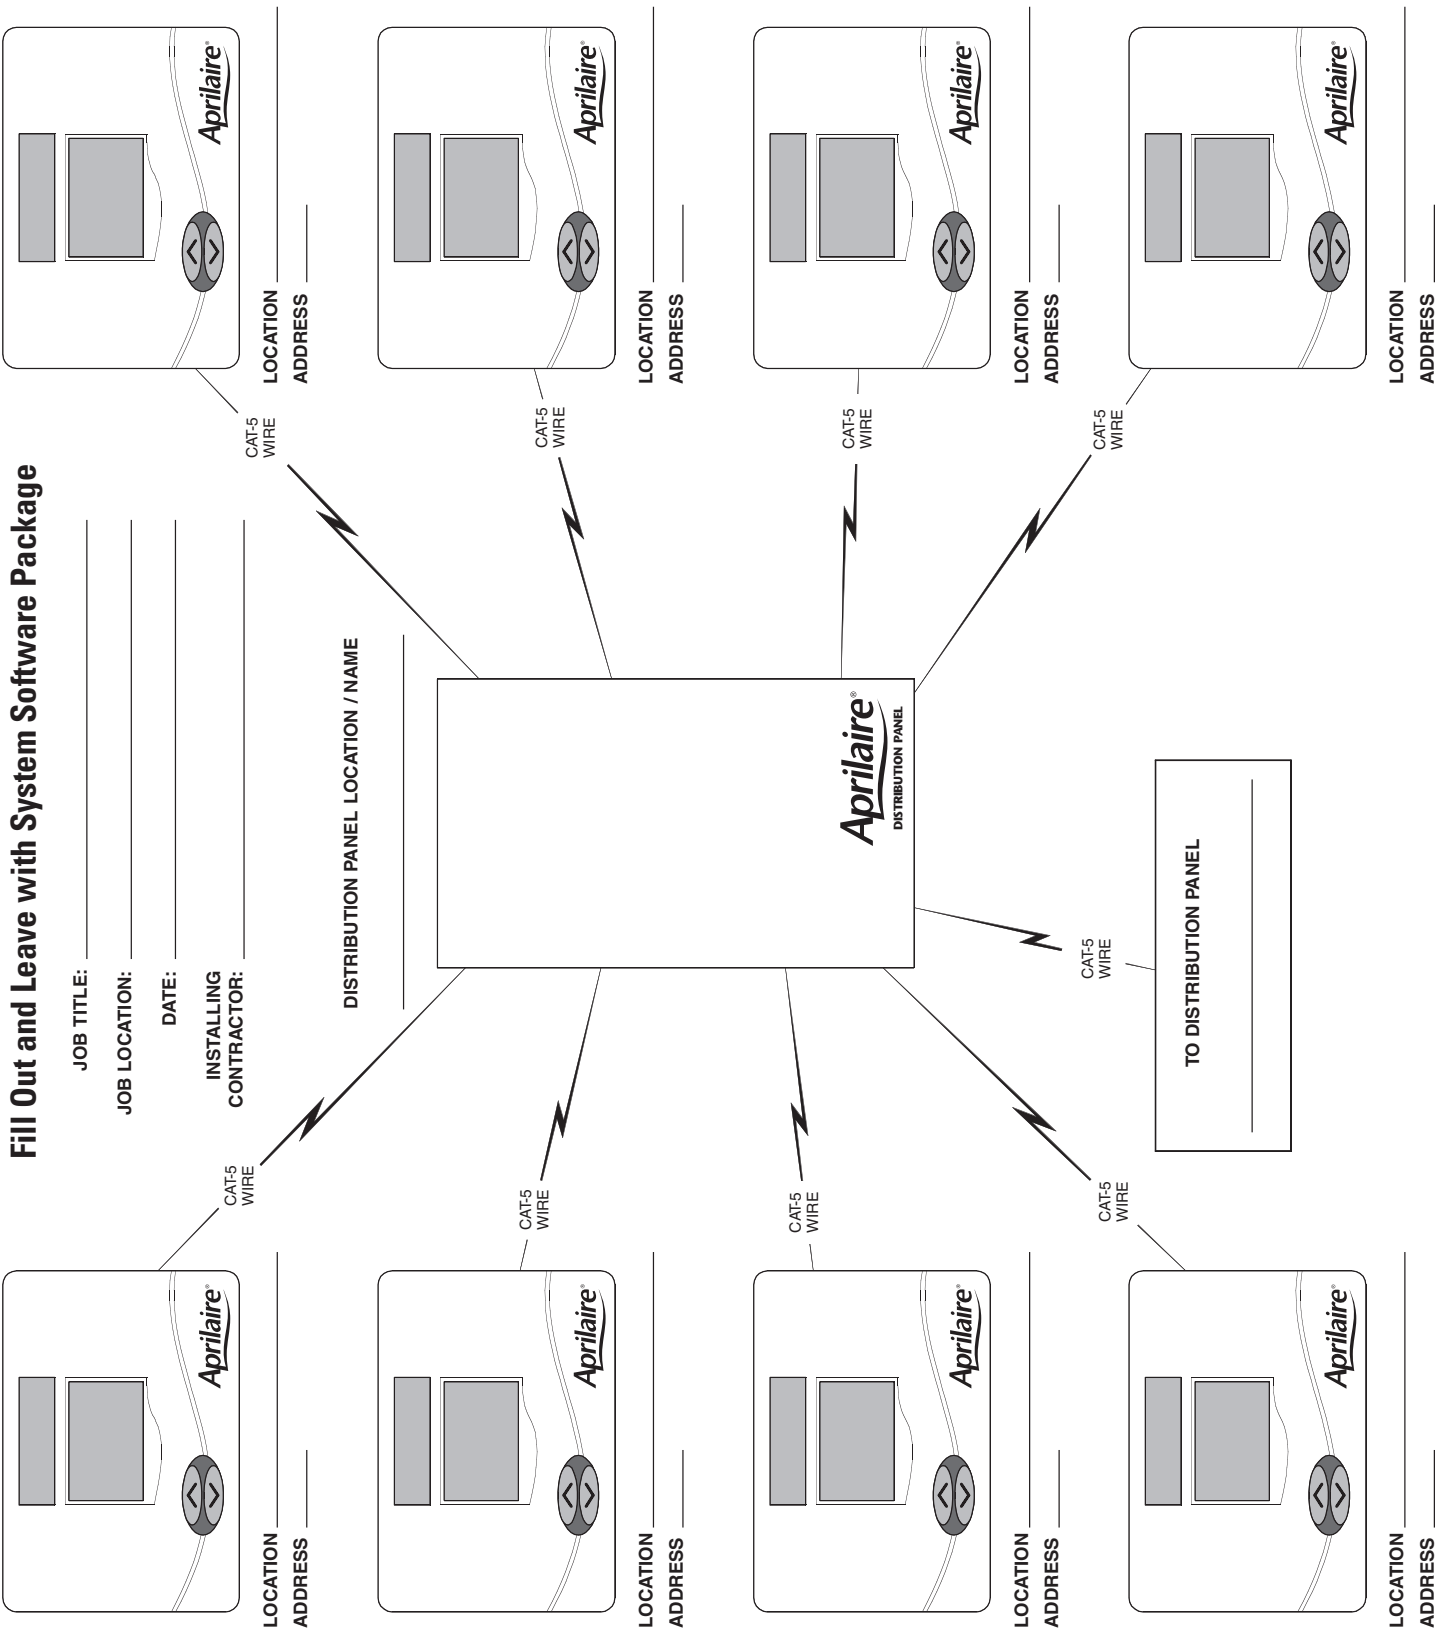 Fill Out and Leave with System Software Package
JOB TITLE:
JOB LOCATION:
DATE:
INSTALLING
CONTRACTOR:
DISTRIBUTION PANEL LOCATION / NAME
Aprilaire®
LOCATION
ADDRESS
CAT-5
WIRE
CAT-5
WIRE
Aprilaire®
LOCATION
ADDRESS
Aprilaire®
LOCATION
ADDRESS
CAT-5
WIRE
CAT-5
WIRE
Aprilaire®
LOCATION
ADDRESS
Aprilaire®
DISTRIBUTION PANEL
Aprilaire®
LOCATION
ADDRESS
CAT-5
WIRE
CAT-5
WIRE
Aprilaire®
LOCATION
ADDRESS
CAT-5
WIRE
Aprilaire®
LOCATION
ADDRESS
CAT-5
WIRE
CAT-5
WIRE
Aprilaire®
LOCATION
ADDRESS
TO DISTRIBUTION PANEL